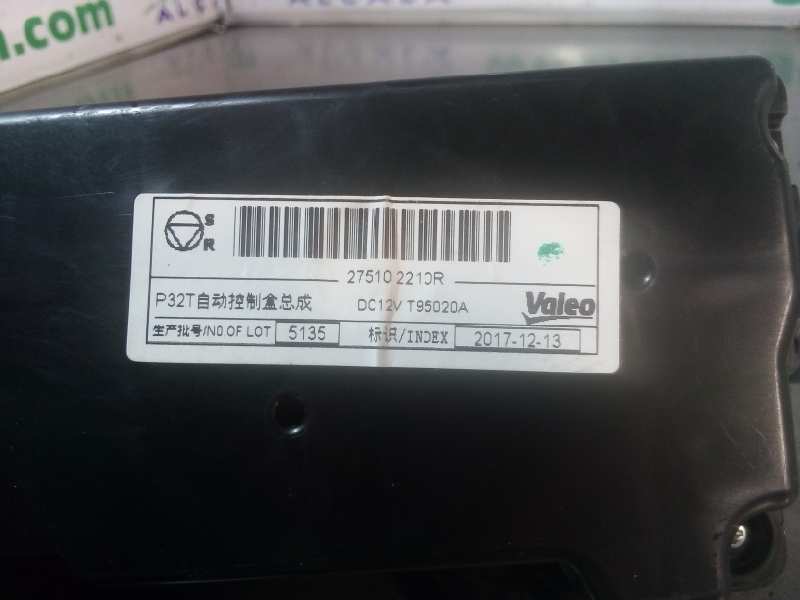 a.com
S
R
27510 2210R
P32T自动控制盒总成 DC12V T95020A
Valeo
生产批号/NO OF LOT 5135 标识/INDEX 2017-12-13